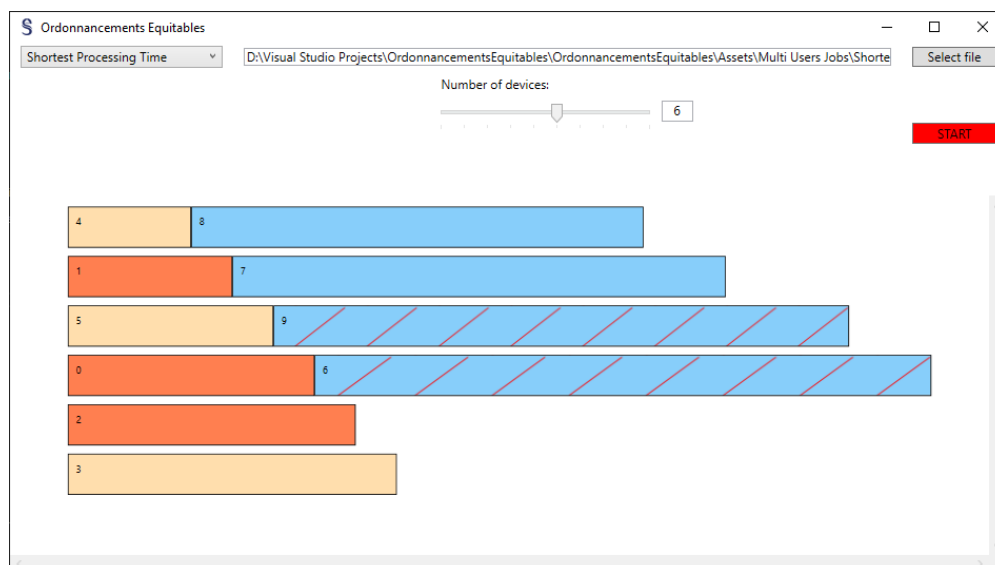 Ordonnancements Equitables
Shortest Processing Time D:\Visual Studio Projects\OrdonnancementsEquitables\OrdonnancementsEquitables\Assets\Multi Users Jobs\Shorte Select file
Number of devices:
6
START
4 8
1 7
5 9
0 6
2
3